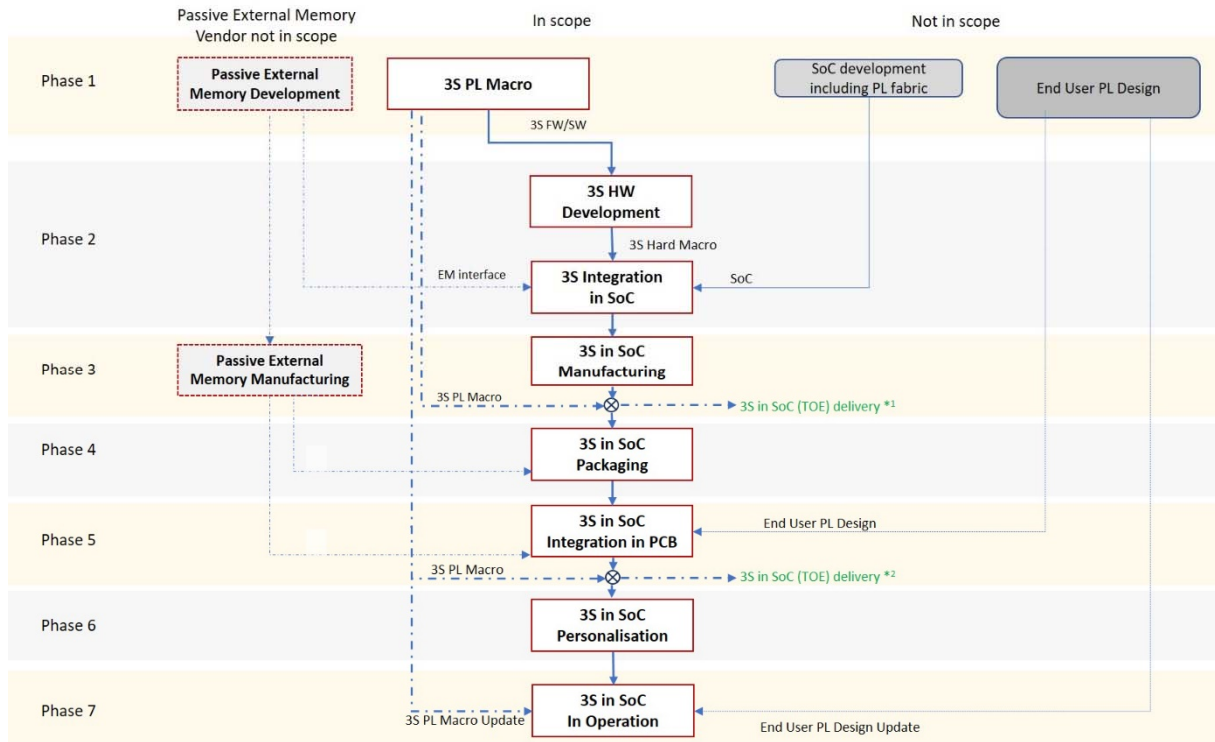 Passive External Memory
Vendor not in scope
In scope
Not in scope
Phase 1
Passive External
Memory Development
3S PL Macro
SoC development
including PL fabric
End User PL Design
3S FW/SW
Phase 2
3S HW
Development
3S Hard Macro
EM interface
3S Integration
in SoC
SoC
Phase 3
Passive External
Memory Manufacturing
3S in SoC
Manufacturing
3S PL Macro
3S in SoC (TOE) delivery *1
Phase 4
3S in SoC
Packaging
Phase 5
3S in SoC
Integration in PCB
End User PL Design
3S PL Macro
3S in SoC (TOE) delivery *2
Phase 6
3S in SoC
Personalisation
Phase 7
3S in SoC
In Operation
3S PL Macro Update
End User PL Design Update